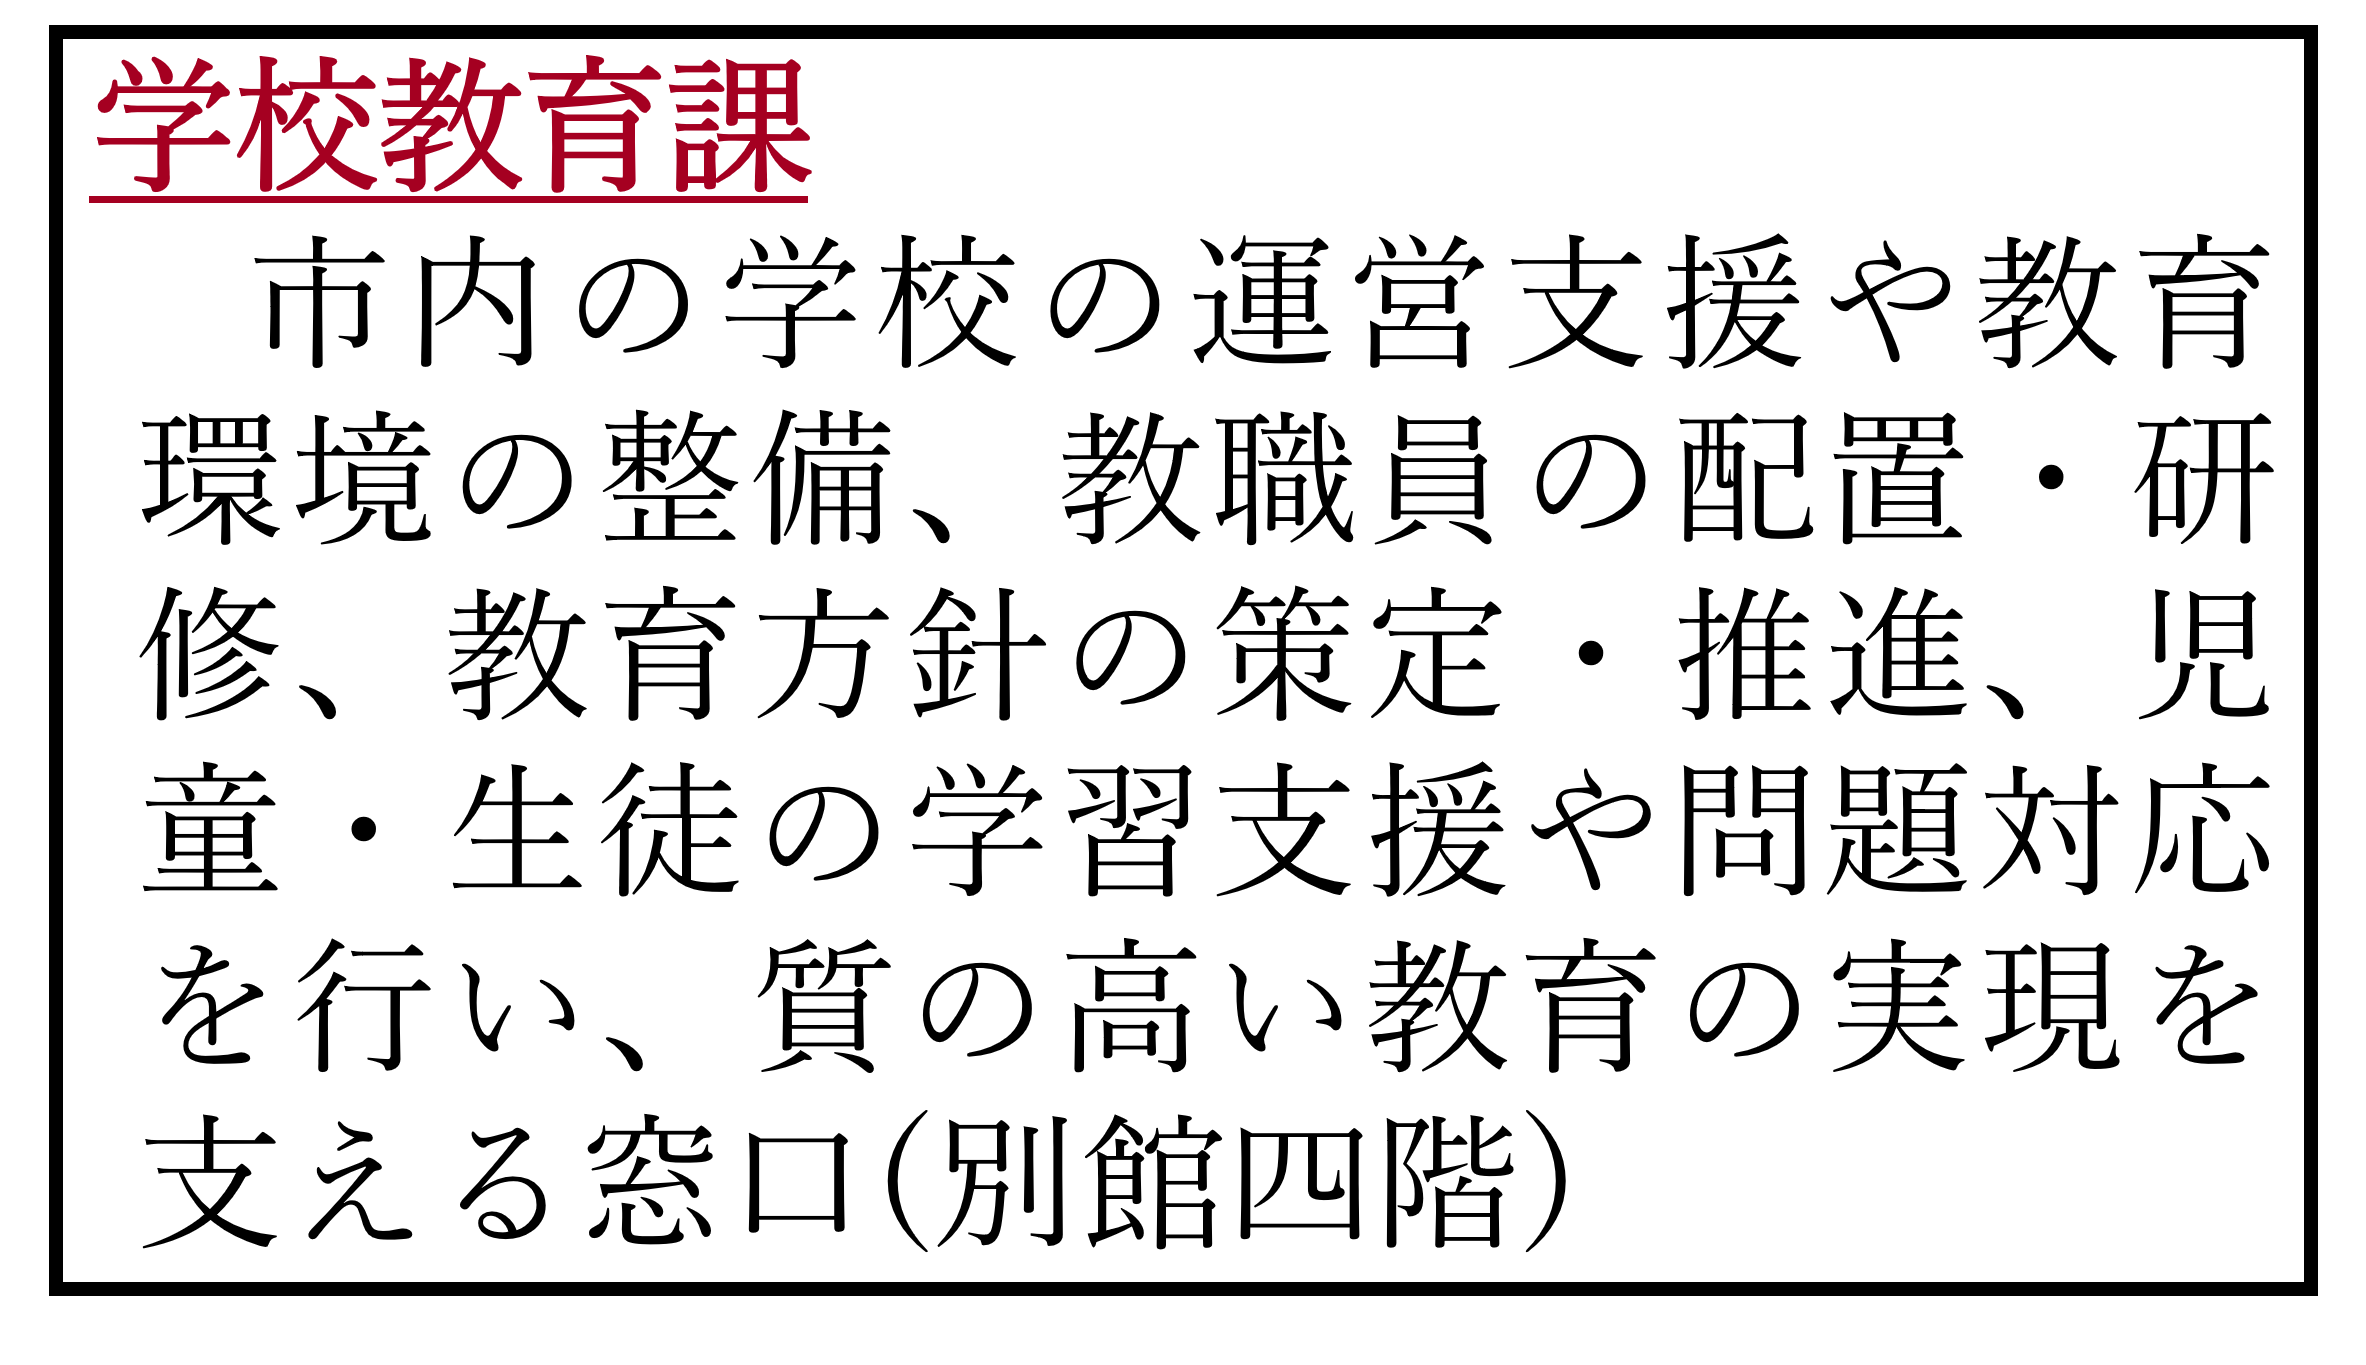 学校教育課
市内の学校の運営支援や教育
環境の整備、教職員の配置・研
修、教育方針の策定・推進、児
童・生徒の学習支援や問題対応
を行い、質の高い教育の実現を
支える窓口(別館四階)